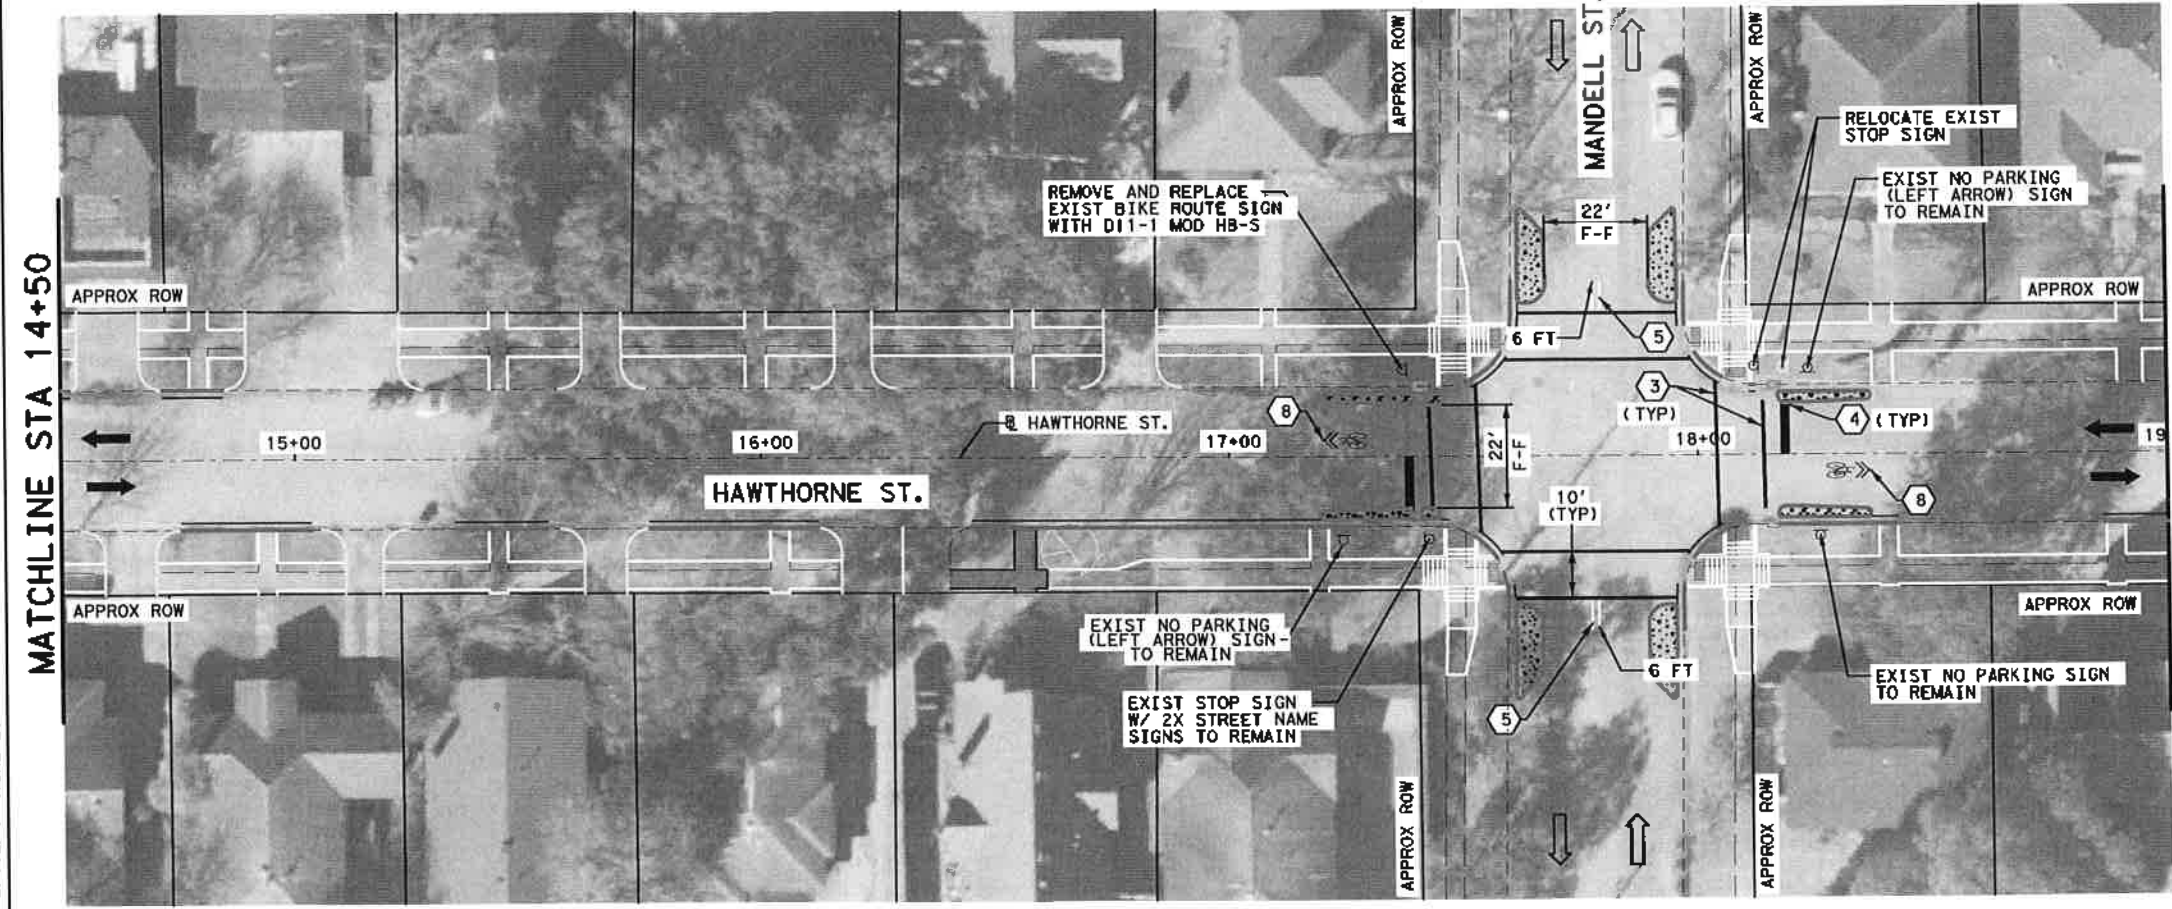 MATCHLINE STA 14+50
APPROX ROW
MANDELL ST.
APPROX ROW
RELOCATE EXIST
STOP SIGN
EXIST NO PARKING
(LEFT ARROW) SIGN
TO REMAIN
REMOVE AND REPLACE
EXIST BIKE ROUTE SIGN
WITH D11-1 MOD HB-S
22'
F-F
APPROX ROW
APPROX ROW
6 FT
5
3
(TYP)
4
(TYP)
8
HAWTHORNE ST.
15+00
16+00
17+00
18+00
19
22'
F-F
HAWTHORNE ST.
10'
(TYP)
8
APPROX ROW
APPROX ROW
EXIST NO PARKING
(LEFT ARROW) SIGN
TO REMAIN
6 FT
5
EXIST NO PARKING SIGN
TO REMAIN
EXIST STOP SIGN
W/ 2X STREET NAME
SIGNS TO REMAIN
APPROX ROW
APPROX ROW